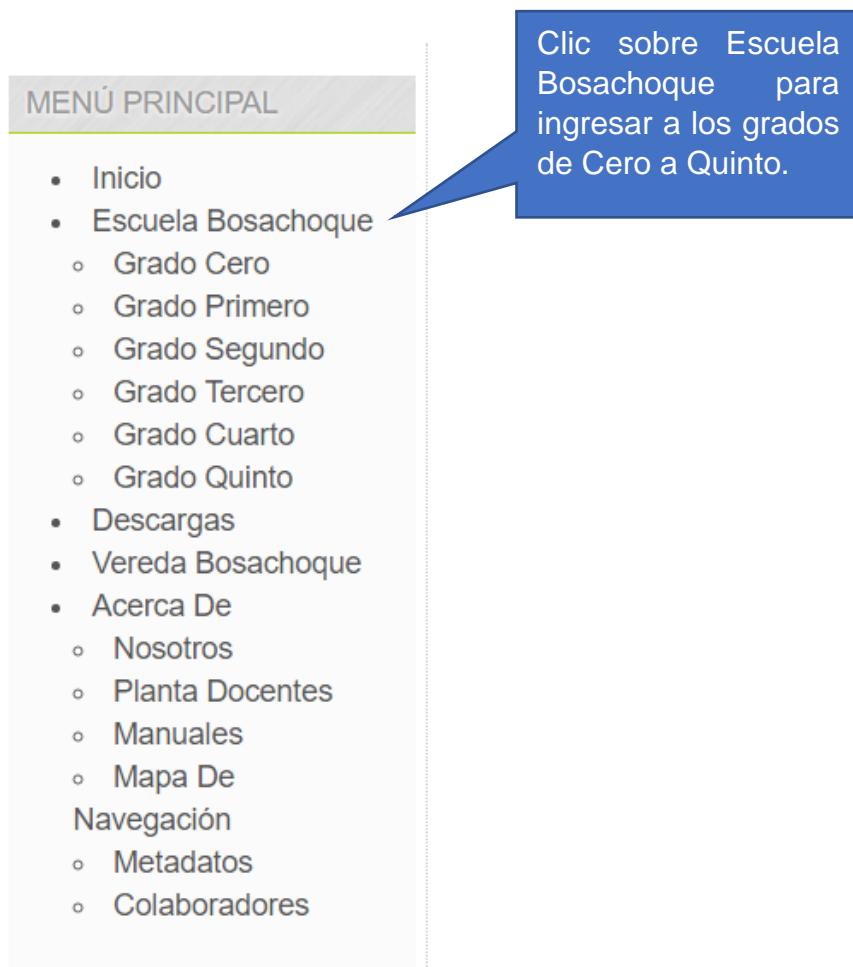 MENÚ PRINCIPAL
Inicio
Escuela Bosachoque
Grado Cero
Grado Primero
Grado Segundo
Grado Tercero
Grado Cuarto
Grado Quinto
Descargas
Vereda Bosachoque
Acerca De
Nosotros
Planta Docentes
Manuales
Mapa De
Navegación
Metadatos
Colaboradores
Clic sobre Escuela
Bosachoque para
ingresar a los grados
de Cero a Quinto.